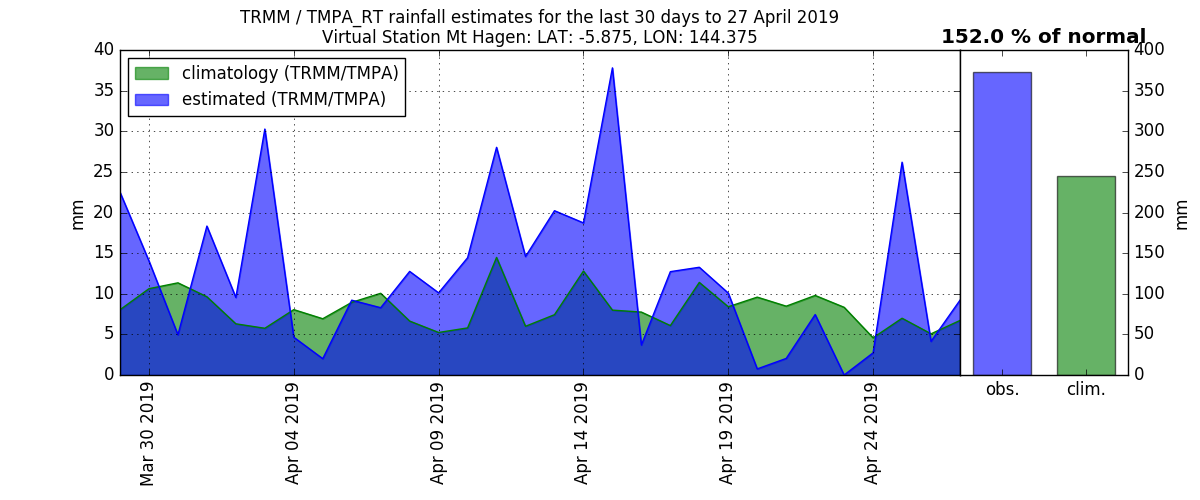 TRMM / TMPA_RT rainfall estimates for the last 30 days to 27 April 2019
Virtual Station Mt Hagen: LAT: -5.875, LON: 144.375
152.0 % of normal
climatology (TRMM/TMPA)
estimated (TRMM/TMPA)
mm
40
35
30
25
20
15
10
5
0
Mar 30 2019
Apr 04 2019
Apr 09 2019
Apr 14 2019
Apr 19 2019
Apr 24 2019
obs.
clim.
400
350
300
250
200
150
100
50
0
mm